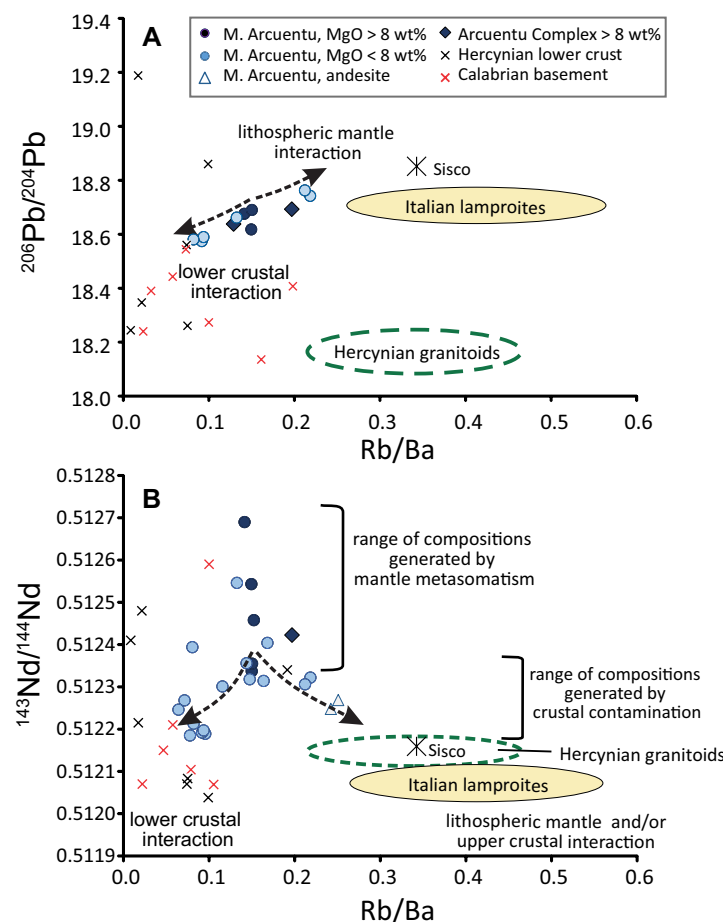 A
M. Arcuentu, MgO > 8 wt%
Arcuentu Complex > 8 wt%
M. Arcuentu, MgO < 8 wt%
Hercynian lower crust
M. Arcuentu, andesite
Calabrian basement
19.4
19.2
19.0
18.8
18.6
18.4
18.2
18.0
206Pb/204Pb
lithospheric mantle
interaction
Sisco
Italian lamproites
lower crustal
interaction
Hercynian granitoids
0.0
0.1
0.2
0.3
0.4
0.5
0.6
Rb/Ba
B
0.5128
0.5127
0.5126
0.5125
0.5124
0.5123
0.5122
0.5121
0.5120
0.5119
143Nd/144Nd
range of compositions
generated by
mantle metasomatism
range of compositions
generated by
crustal contamination
Sisco
Hercynian granitoids
Italian lamproites
lower crustal
interaction
lithospheric mantle and/or
upper crustal interaction
0.0
0.1
0.2
0.3
0.4
0.5
0.6
Rb/Ba